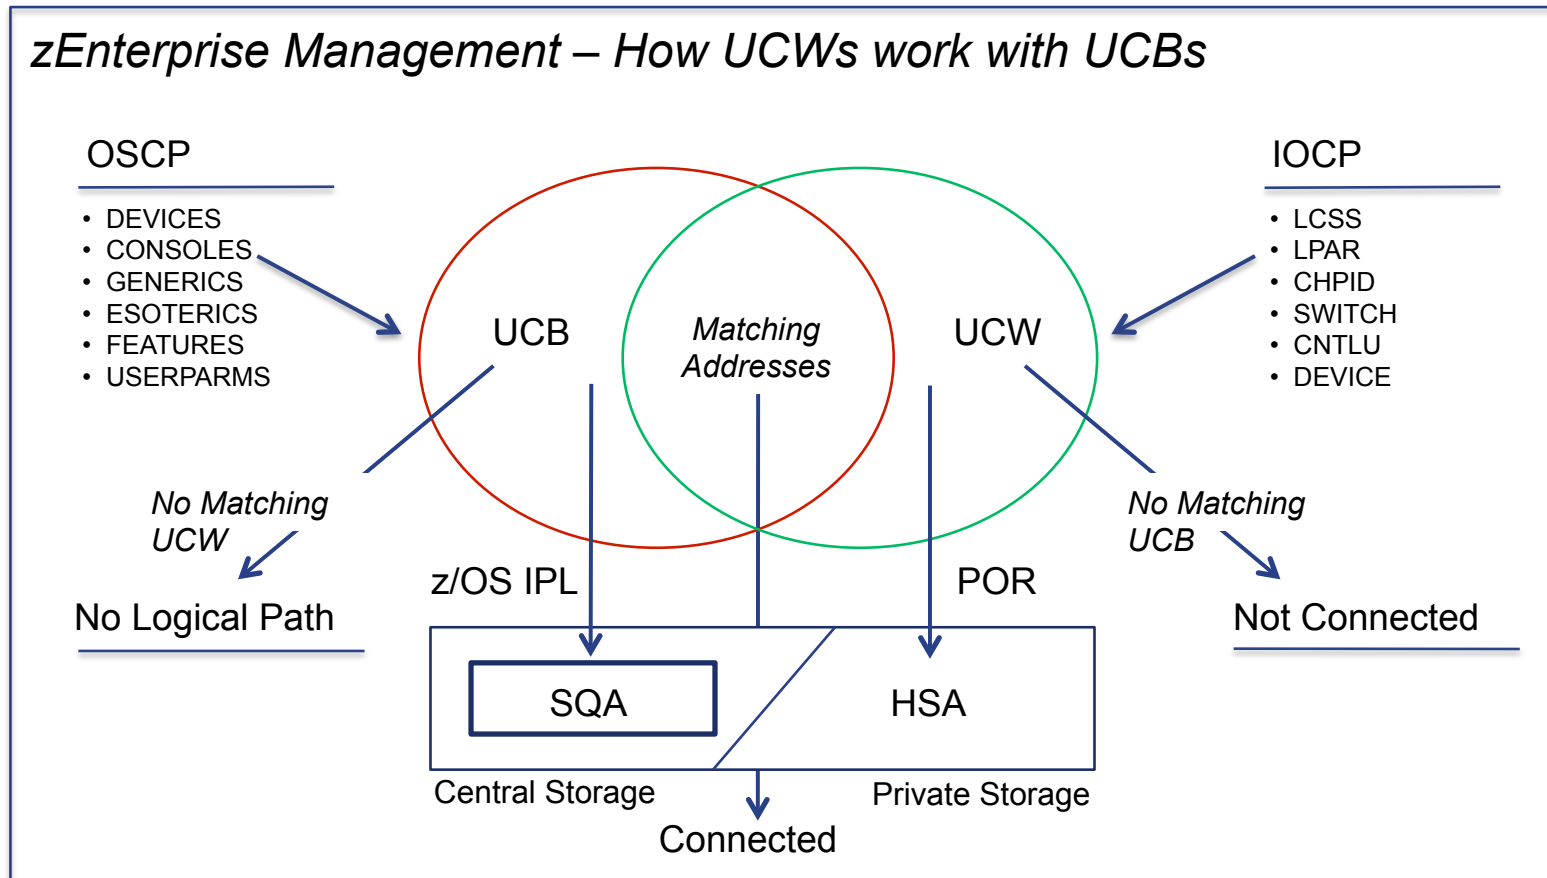 zEnterprise Management – How UCWs work with UCBs
OSCP
• DEVICES
• CONSOLES
• GENERICS
• ESOTERICS
• FEATURES
• USERPARMS
UCB
Matching
Addresses
UCW
IOCP
• LCSS
• LPAR
• CHPID
• SWITCH
• CNTLU
• DEVICE
No Matching
UCW
No Matching
UCB
No Logical Path
z/OS IPL
POR
Not Connected
SQA
HSA
Central Storage
Private Storage
Connected